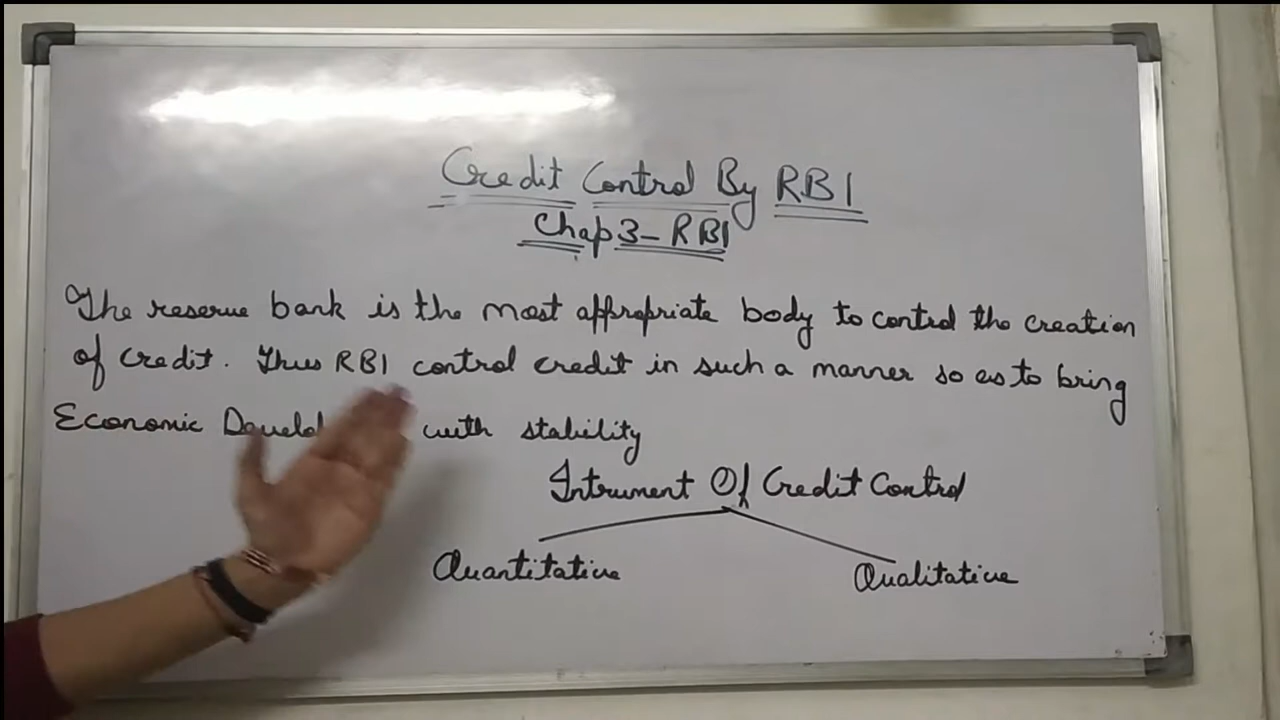 Credit Control By RBI
Chap 3- RBI
The reserve bank is the most appropriate body to control the creation
of credit. Thus RBI control credit in such a manner so as to bring
Economic with stability
Intrument Of Credit Control
Quantitative Qualitative